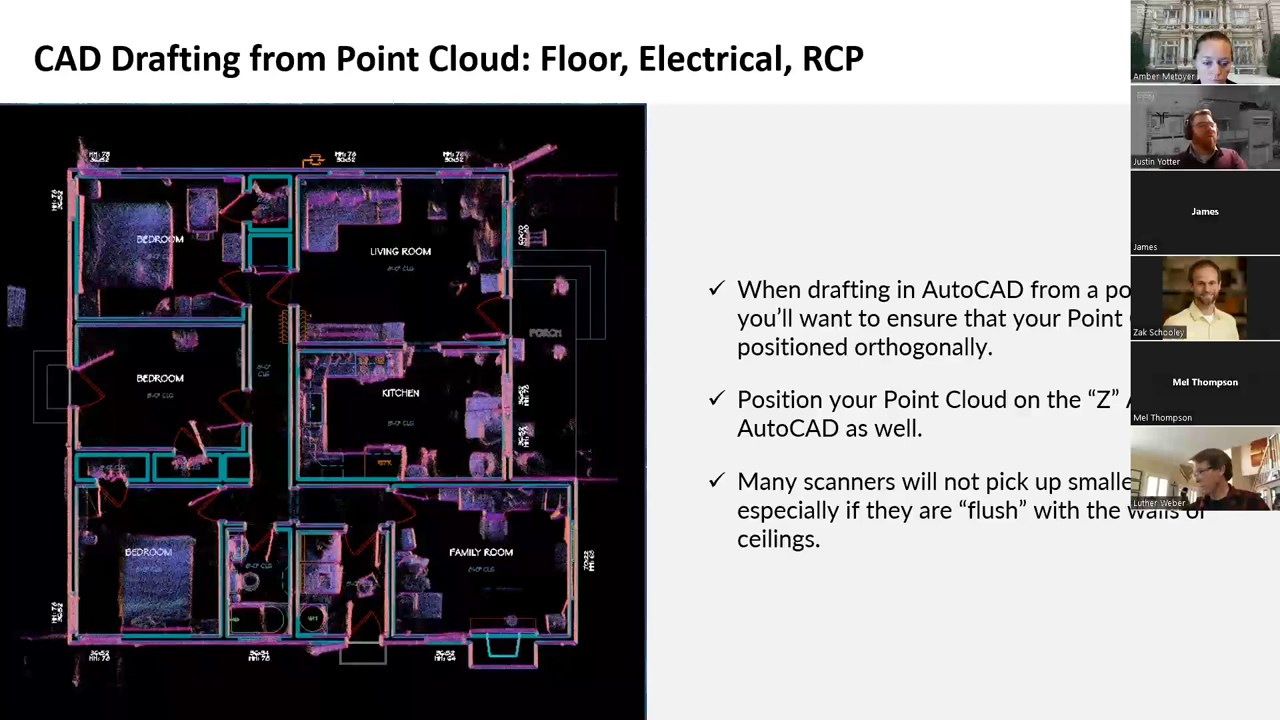 CAD Drafting from Point Cloud: Floor, Electrical, RCP
BEDROOM
LIVING ROOM
PORCH
BEDROOM
KITCHEN
BEDROOM
FAMILY ROOM
When drafting in AutoCAD from a po
you’ll want to ensure that your Point
positioned orthogonally.
Position your Point Cloud on the “Z”
AutoCAD as well.
Many scanners will not pick up smalle
especially if they are “flush” with the walls or
ceilings.
Amber Metoyer
Justin Yotter
James
James
Zak Schooley
Mel Thompson
Mel Thompson
Luther Weber